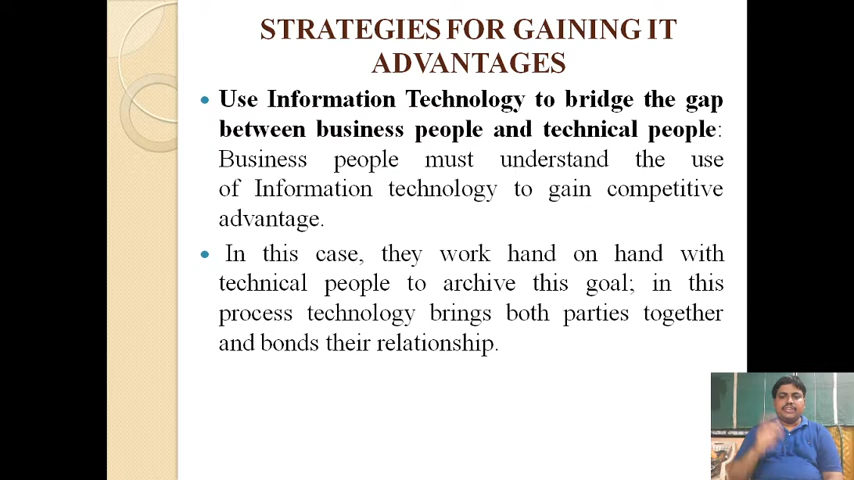 STRATEGIES FOR GAINING IT
ADVANTAGES
Use Information Technology to bridge the gap
between business people and technical people:
Business people must understand the use
of Information technology to gain competitive
advantage.
In this case, they work hand on hand with
technical people to archive this goal; in this
process technology brings both parties together
and bonds their relationship.